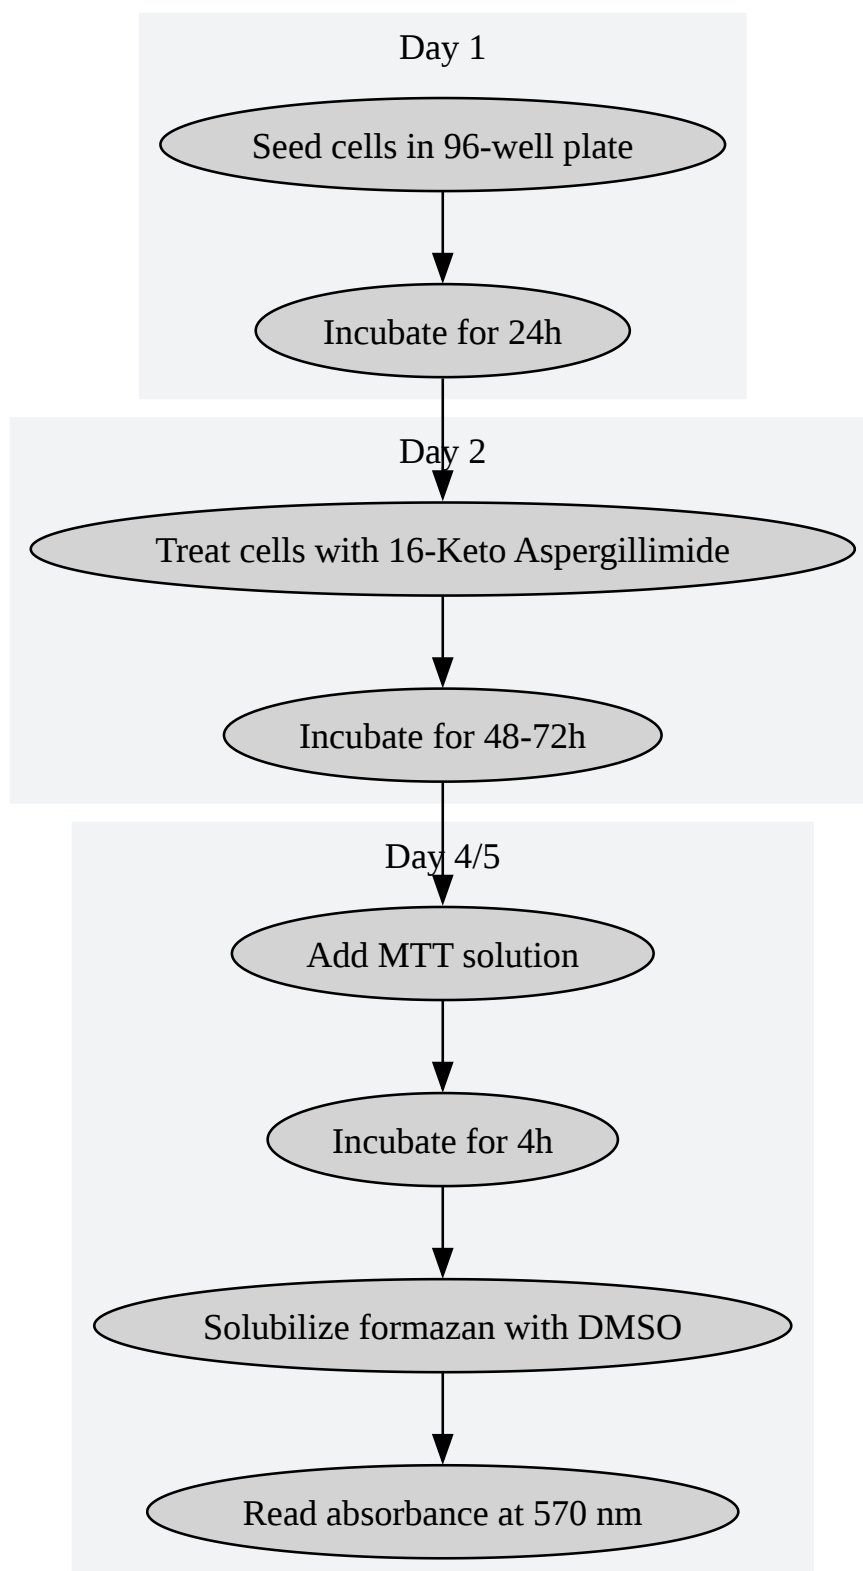 Day 1
Seed cells in 96-well plate
Incubate for 24h
Day 2
Treat cells with 16-Keto Aspergillimide
Incubate for 48-72h
Day 4/5
Add MTT solution
Incubate for 4h
Solubilize formazan with DMSO
Read absorbance at 570 nm